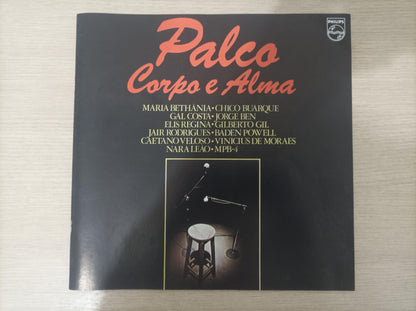 PHILIPS
Palco
Corpo e Alma
MARIA BETHANIA•CHICO BUARQUE
GAL COSTA•JORGE BEN
ELIS REGINA•GILBERTO GIL
JAIR RODRIGUES•BADEN POWELL
CAETANO VELOSO•VINICIUS DE MORAES
NARA LEÃO•MPB-4